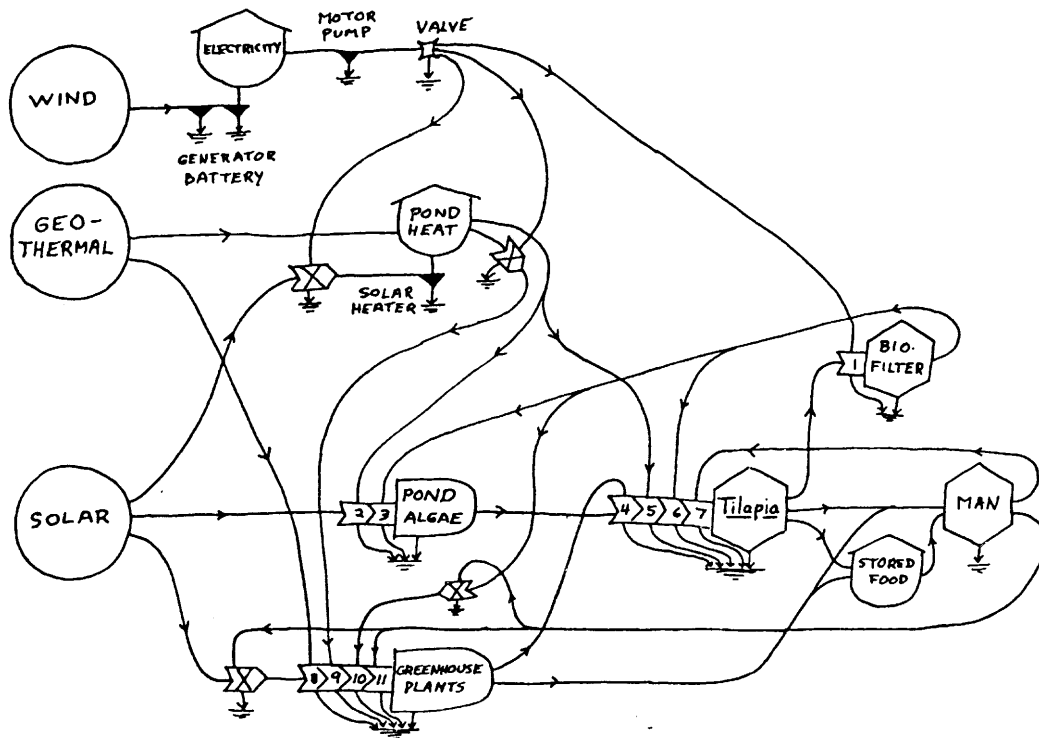 MOTOR
PUMP
VALVE
ELECTRICITY
WIND
GENERATOR
BATTERY
GEO-
THERMAL
POND
HEAT
SOLAR
HEATER
1
BIO-
FILTER
SOLAR
2 3
POND
ALGAE
4 5 6 7
Tilapia
MAN
STORED
FOOD
8 9 10 11
GREENHOUSE
PLANTS